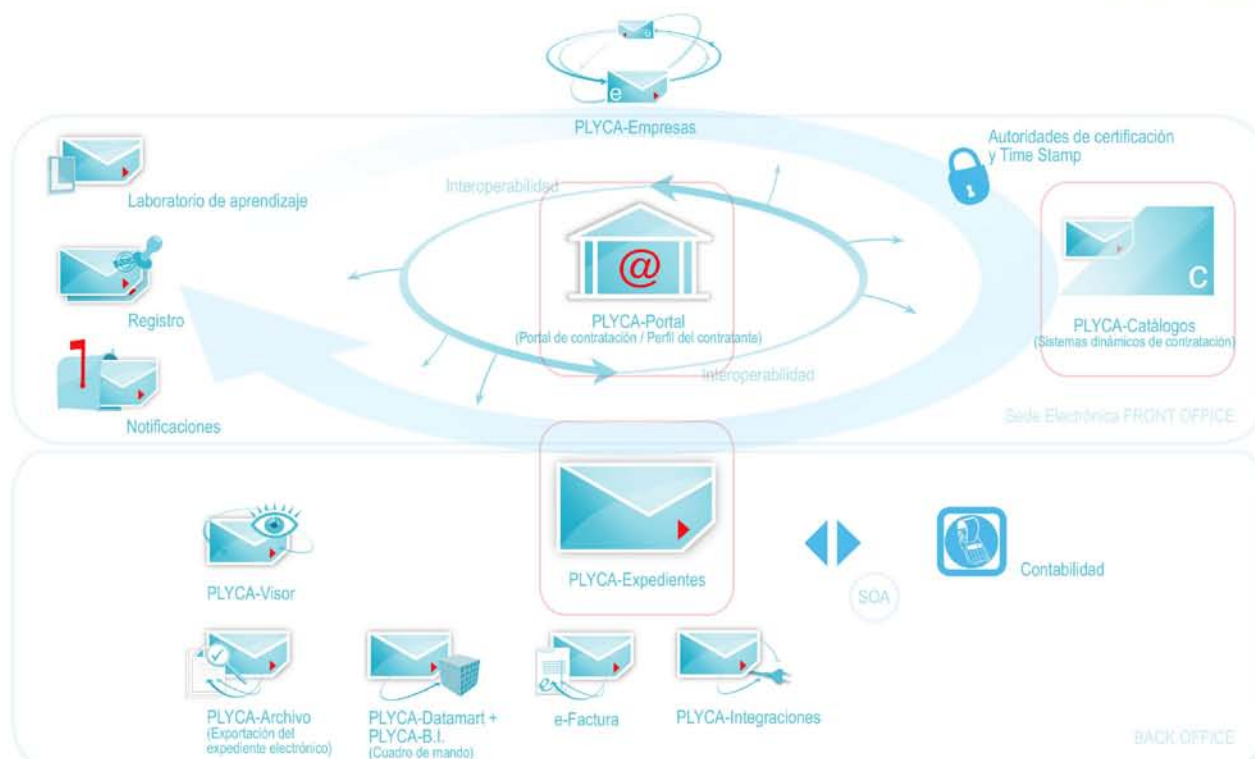 PLYCA-Empresas
Autoridades de certificación
y Time Stamp
Laboratorio de aprendizaje
Interoperabilidad
@
C
Registro
PLYCA-Portal
(Portal de contratación / Perfil del contratante)
PLYCA-Catálogos
(Sistemas dinámicos de contratación)
Interoperabilidad
Notificaciones
Sede Electrónica FRONT OFFICE
e
e
PLYCA-Visor
PLYCA-Expedientes
SOA
Contabilidad
PLYCA-Archivo
(Exportación del
expediente electrónico)
PLYCA-Datamart +
PLYCA-B.I.
(Cuadro de mando)
e
e-Factura
PLYCA-Integraciones
BACK OFFICE